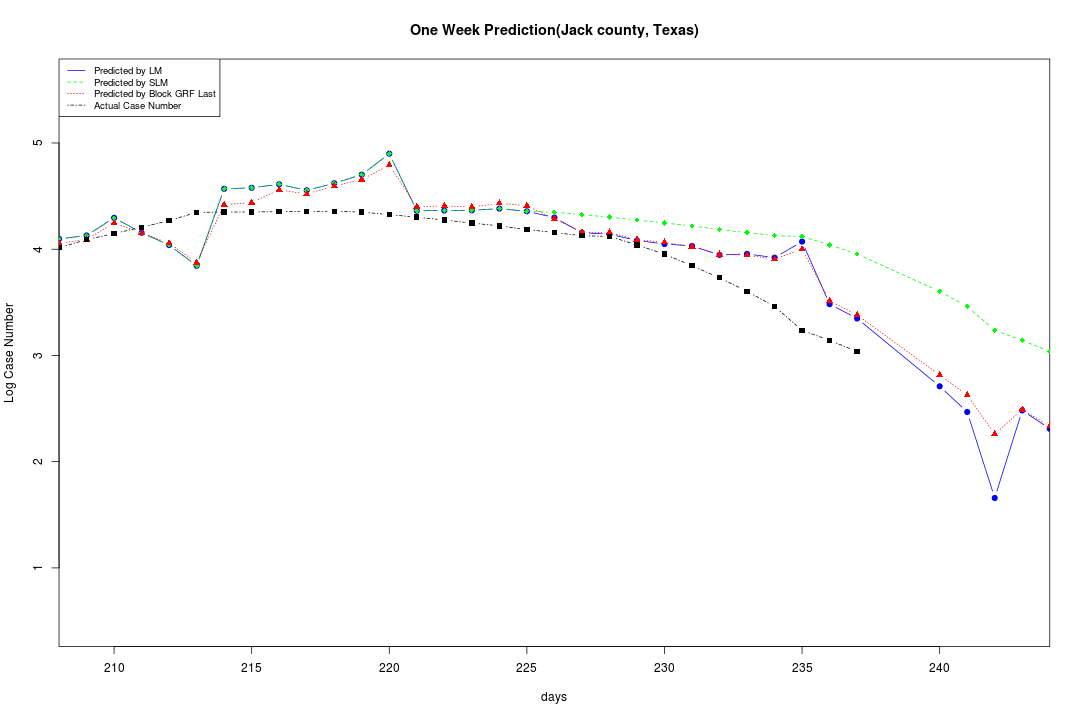 One Week Prediction(Jack county, Texas)
Predicted by LM
Predicted by SLM
Predicted by Block GRF Last
Actual Case Number
5
4
3
2
1
Log Case Number
210 215 220 225 230 235 240
days